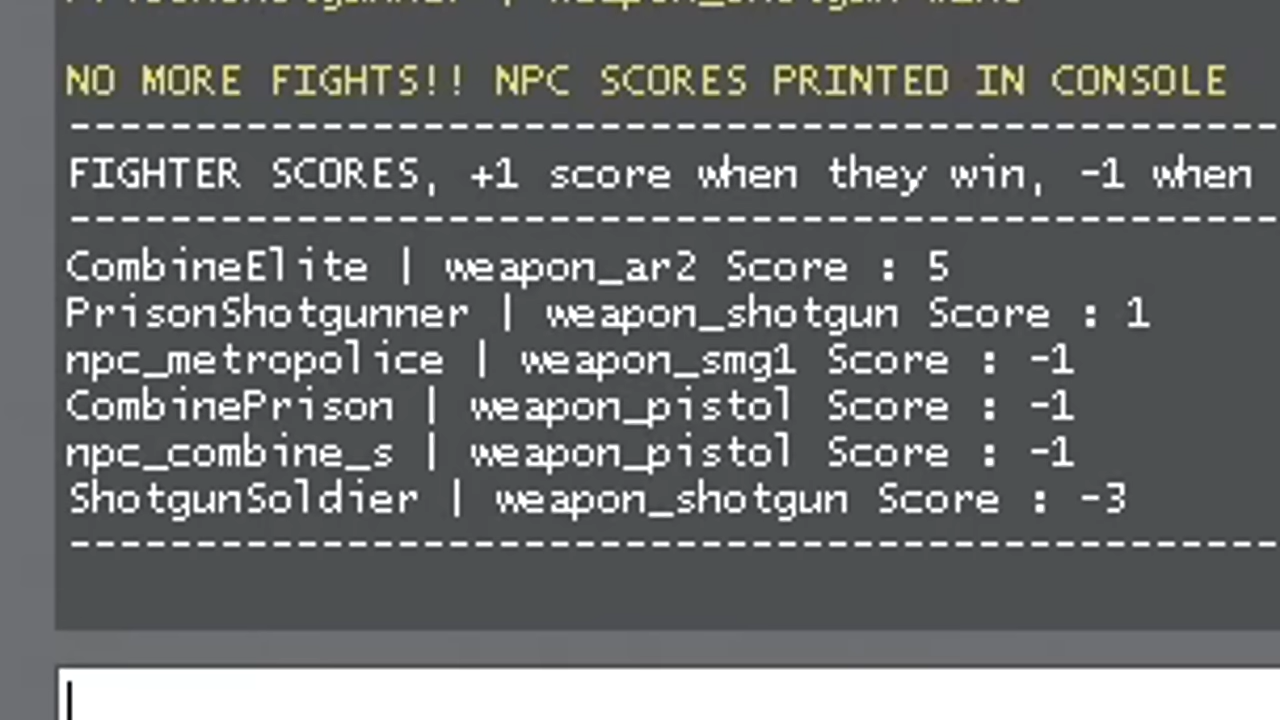 NO MORE FIGHTS!! NPC SCORES PRINTED IN CONSOLE
--------------------------------------------------
FIGHTER SCORES, +1 score when they win, -1 when
--------------------------------------------------
CombineElite | weapon_ar2 Score : 5
PrisonShotgunner | weapon_shotgun Score : 1
npc_metropolice | weapon_smg1 Score : -1
CombinePrison | weapon_pistol Score : -1
npc_combine_s | weapon_pistol Score : -1
ShotgunSoldier | weapon_shotgun Score : -3
--------------------------------------------------